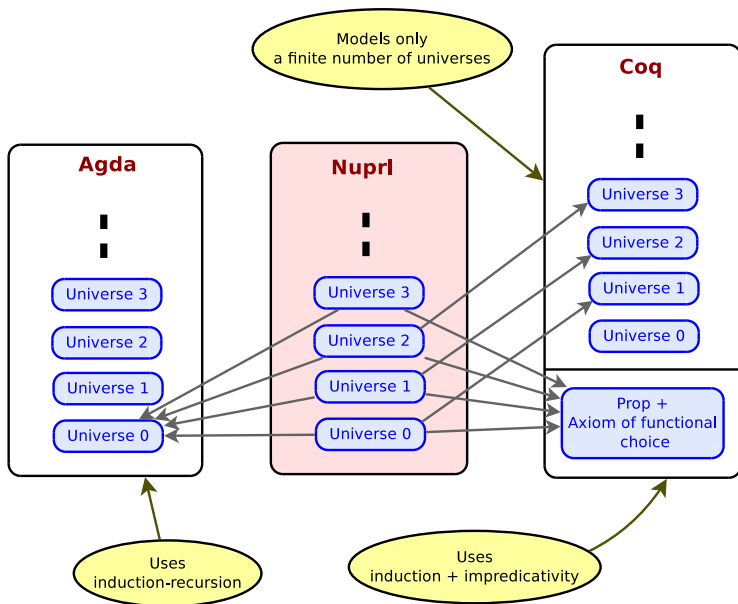 Models only
a finite number of universes
Agda
Universe 3
Universe 2
Universe 1
Universe 0
Nuprl
Universe 3
Universe 2
Universe 1
Universe 0
Coq
Universe 3
Universe 2
Universe 1
Universe 0
Prop +
Axiom of functional
choice
Uses
induction-recursion
Uses
induction + impredicativity